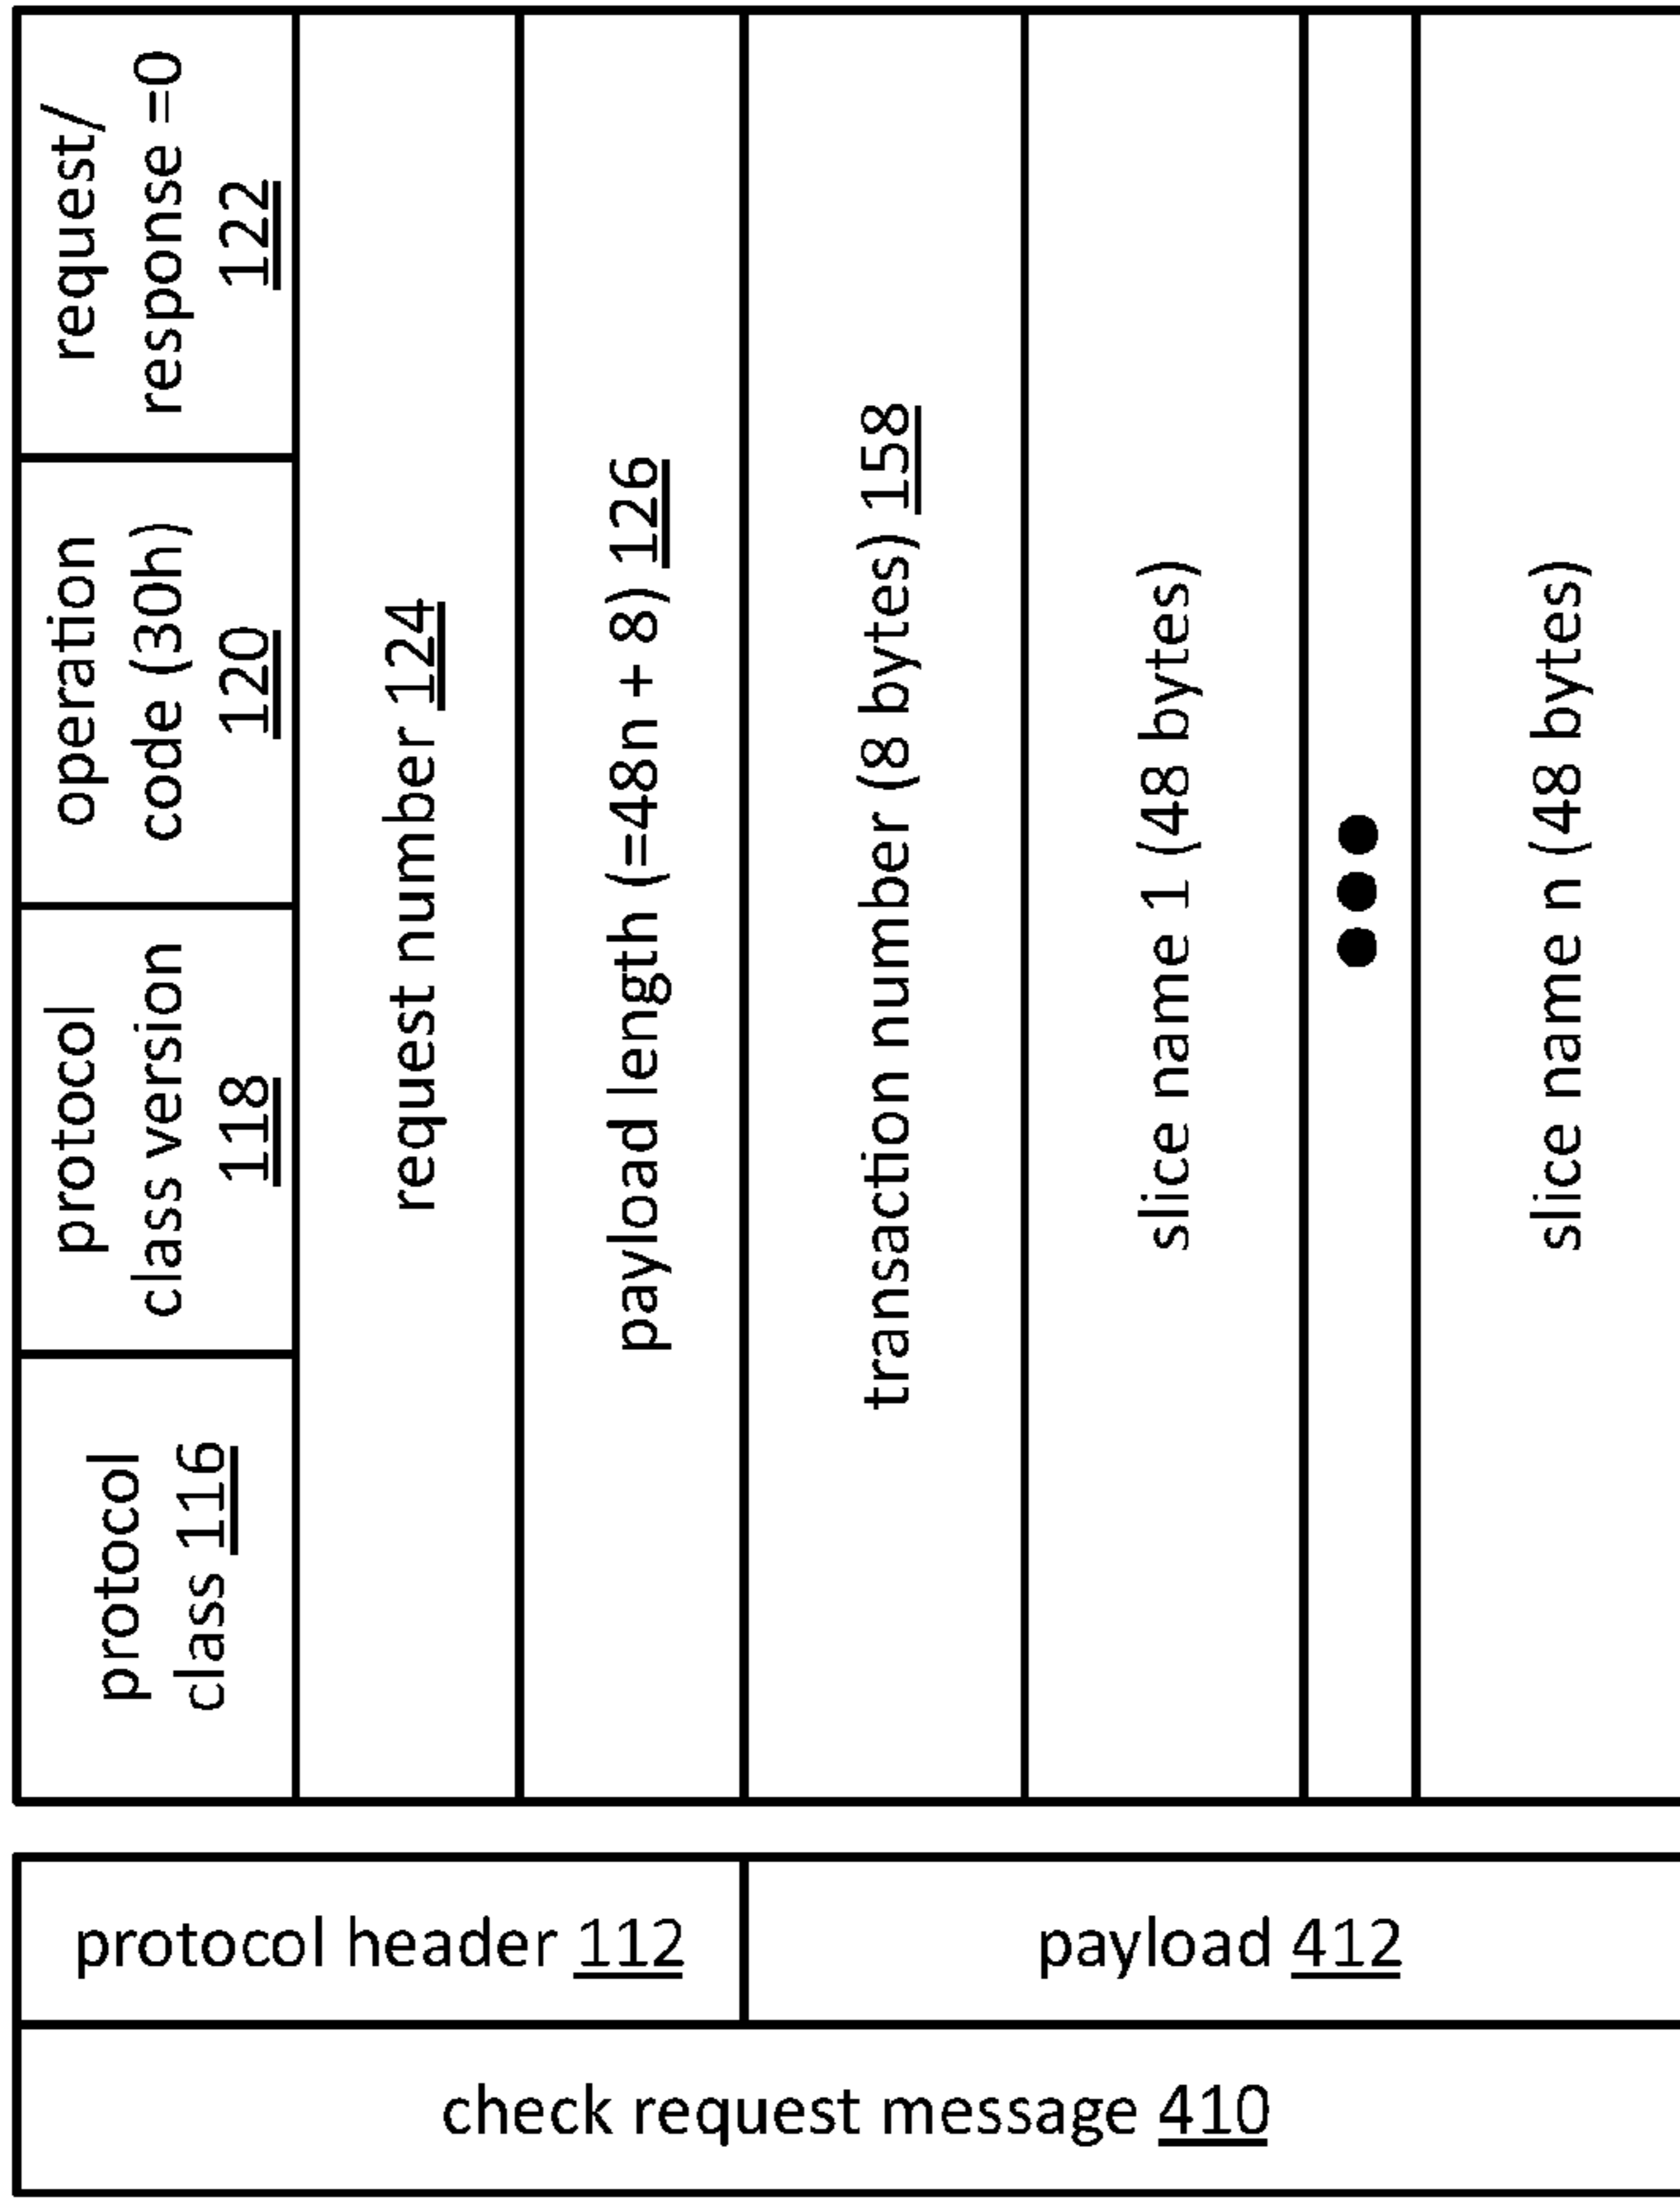 check request message 410
protocol header 112
payload 412
protocol
class 116
protocol
class version
118
operation
code (30h)
120
request/
response =0
122
request number 124
payload length (=48n + 8) 126
transaction number (8 bytes) 158
slice name 1 (48 bytes)
●●●
slice name n (48 bytes)